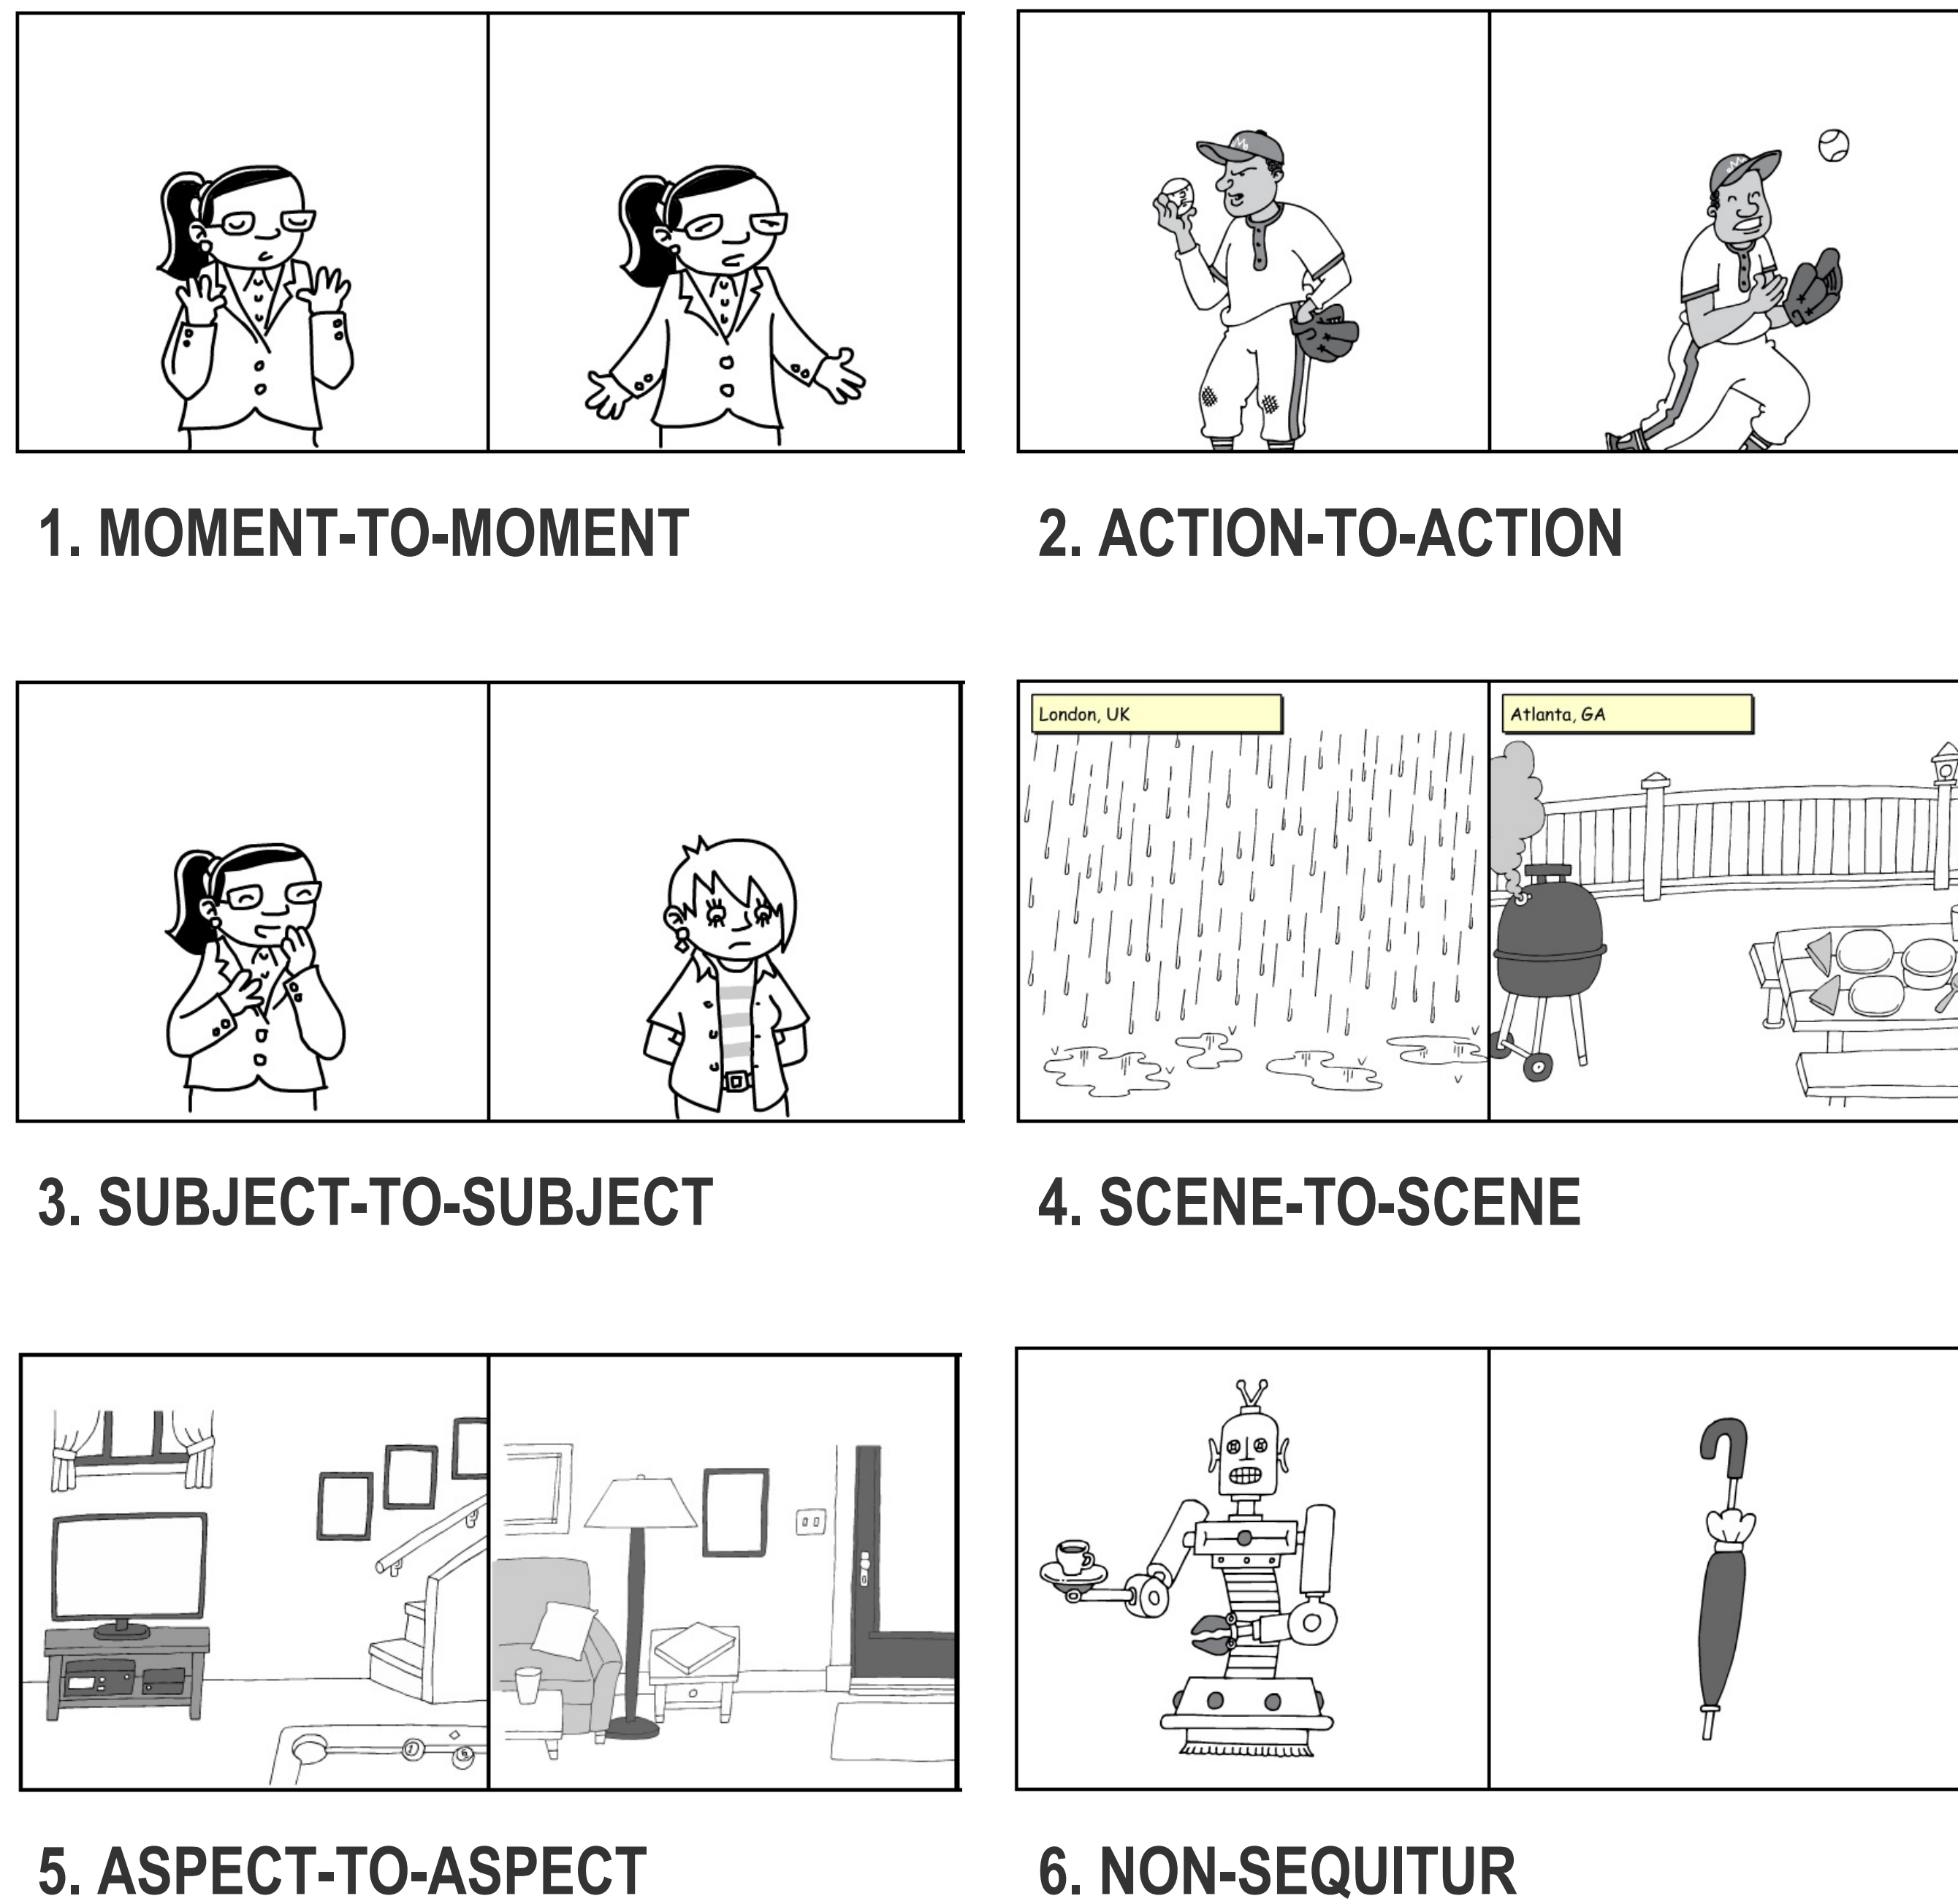 1. MOMENT-TO-MOMENT
2. ACTION-TO-ACTION
London, UK
Atlanta, GA
3. SUBJECT-TO-SUBJECT
4. SCENE-TO-SCENE
5. ASPECT-TO-ASPECT
6. NON-SEQUITUR